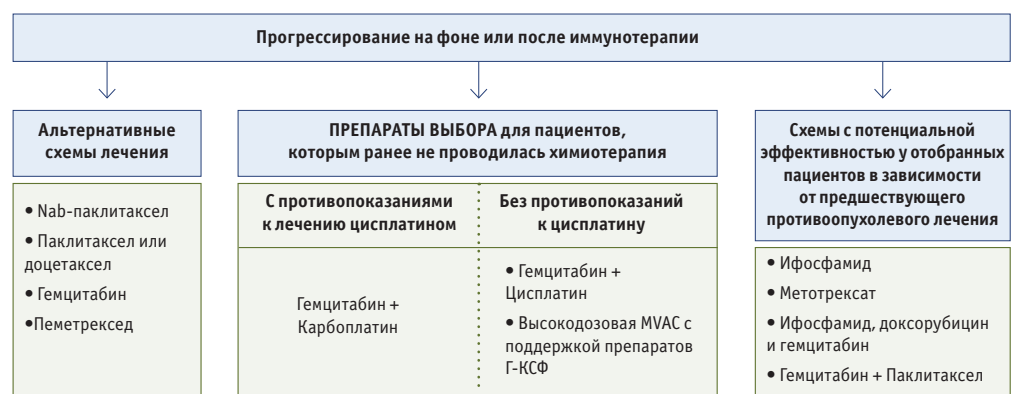 Прогрессирование на фоне или после иммунотерапии
Альтернативные
схемы лечения
• Nab-паклитаксел
• Паклитаксел или
доцетаксел
• Гемцитабин
•Пеметрексед
ПРЕПАРАТЫ ВЫБОРА для пациентов,
которым ранее не проводилась химиотерапия
С противопоказаниями
к лечению цисплатином
Гемцитабин +
Карбоплатин
Без противопоказаний
к цисплатину
• Гемцитабин +
Цисплатин
• Высокодозовая MVAC с
поддержкой препаратов
Г-КСФ
Схемы с потенциальной
эффективностью у отобранных
пациентов в зависимости
от предшествующего
противоопухолевого лечения
• Ифосфамид
• Метотрексат
• Ифосфамид, доксорубицин
и гемцитабин
• Гемцитабин + Паклитаксел